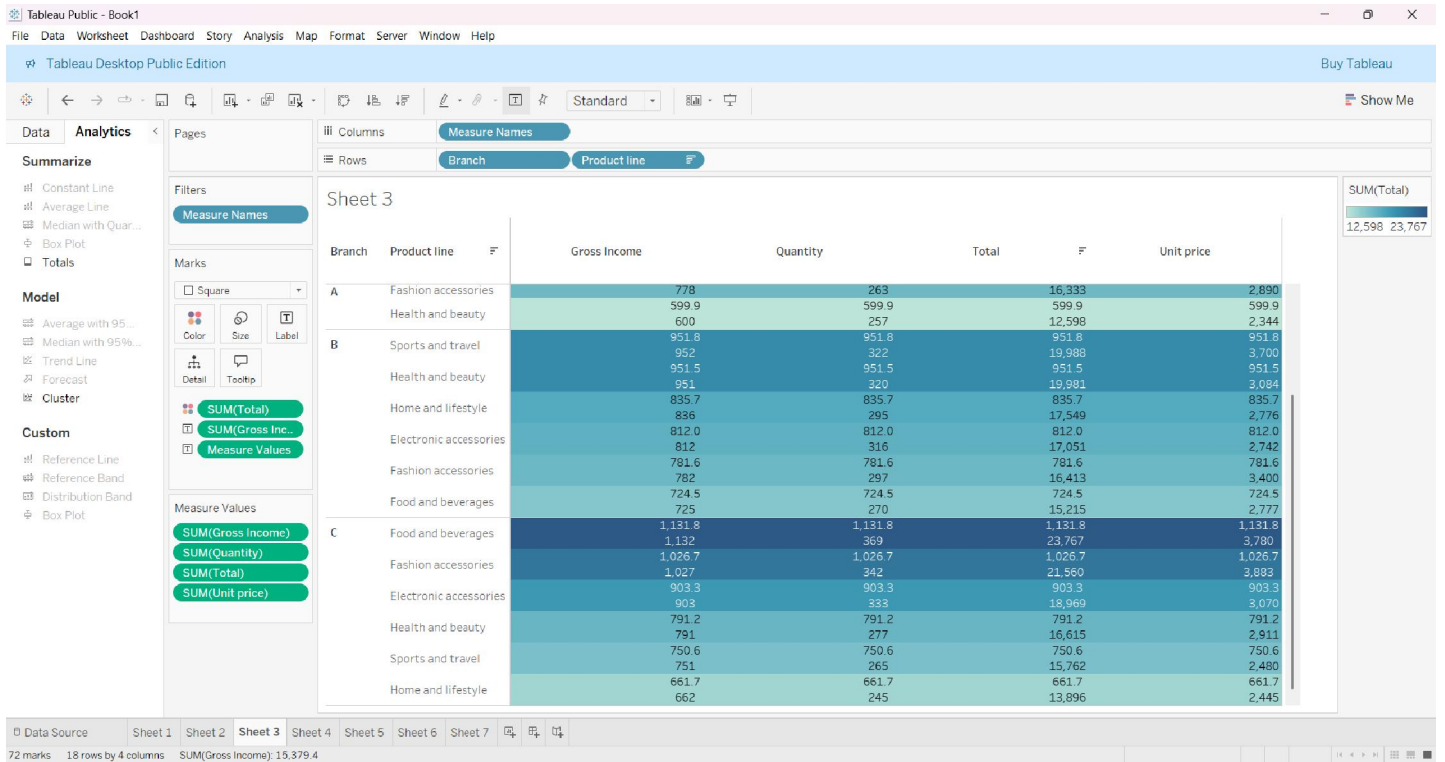 Tableau Public - Book1
File Data Worksheet Dashboard Story Analysis Map Format Server Window Help
Tableau Desktop Public Edition Buy Tableau
Standard Show Me
Data Analytics
Summarize
Constant Line
Average Line
Median with Quar...
Box Plot
Totals
Model
Average with 95...
Median with 95%...
Trend Line
Forecast
Cluster
Custom
Reference Line
Reference Band
Distribution Band
Box Plot
Pages
Filters
Measure Names
Marks
Square
Color Size Label
Detail Tooltip
SUM(Total)
SUM(Gross Inc..
Measure Values
Measure Values
SUM(Gross Income)
SUM(Quantity)
SUM(Total)
SUM(Unit price)
Columns Measure Names
Rows Branch Product line
Sheet 3
Branch Product line Gross Income Quantity Total Unit price
A Fashion accessories 778 263 16,333 2,890
599.9 599.9 599.9 599.9
Health and beauty
600 257 12,598 2,344
951.8 951.8 951.8 951.8
B Sports and travel
952 322 19,988 3,700
951.5 951.5 951.5 951.5
Health and beauty
951 320 19,981 3,084
835.7 835.7 835.7 835.7
Home and lifestyle
836 295 17,549 2,776
812.0 812.0 812.0 812.0
Electronic accessories
812 316 17,051 2,742
781.6 781.6 781.6 781.6
Fashion accessories
782 297 16,413 3,400
724.5 724.5 724.5 724.5
Food and beverages
725 270 15,215 2,777
1,131.8 1,131.8 1,131.8 1,131.8
C Food and beverages
1,132 369 23,767 3,780
1,026.7 1,026.7 1,026.7 1,026.7
Fashion accessories
1,027 342 21,560 3,883
903.3 903.3 903.3 903.3
Electronic accessories
903 333 18,969 3,070
791.2 791.2 791.2 791.2
Health and beauty
791 277 16,615 2,911
750.6 750.6 750.6 750.6
Sports and travel
751 265 15,762 2,480
661.7 661.7 661.7 661.7
Home and lifestyle
662 245 13,896 2,445
SUM(Total)
12,598 23,767
Data Source Sheet 1 Sheet 2 Sheet 3 Sheet 4 Sheet 5 Sheet 6 Sheet 7
72 marks 18 rows by 4 columns SUM(Gross Income): 15,379.4